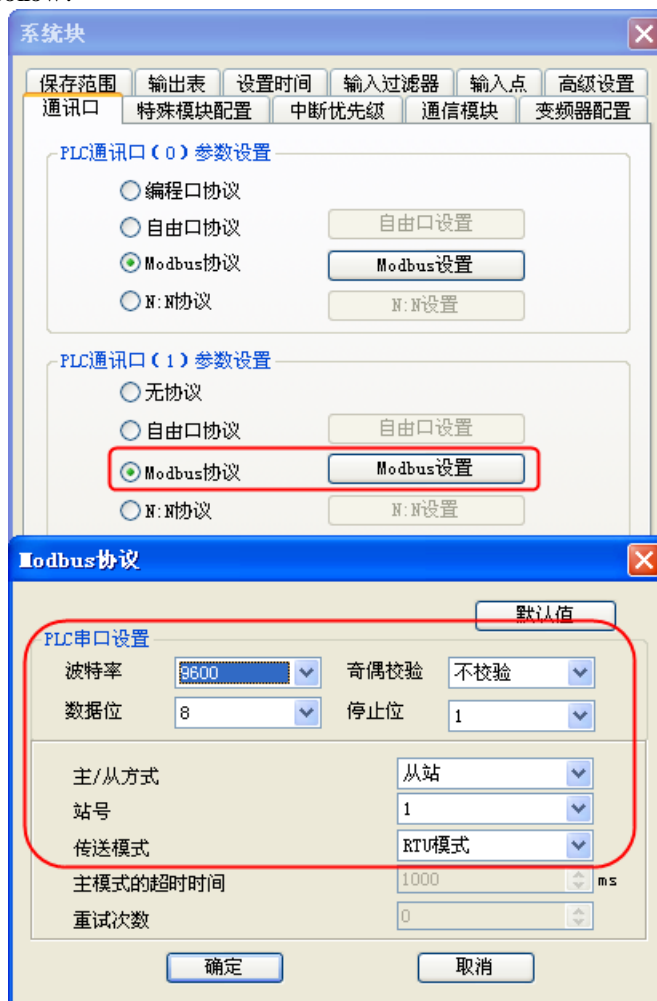 系统块
保存范围 输出表 设置时间 输入过滤器 输入点 高级设置
通讯口 特殊模块配置 中断优先级 通信模块 变频器配置
PLC通讯口(0)参数设置
编程口协议
自由口协议 自由口设置
Modbus协议 Modbus设置
N:N协议 N:N设置
PLC通讯口(1)参数设置
无协议
自由口协议 自由口设置
Modbus协议 Modbus设置
N:N协议 N:N设置
Modbus协议
默认值
PLC串口设置
波特率 9600 奇偶校验 不校验
数据位 8 停止位 1
主/从方式 从站
站号 1
传送模式 RTU模式
主模式的超时时间 1000 ms
重试次数 0
确定 取消